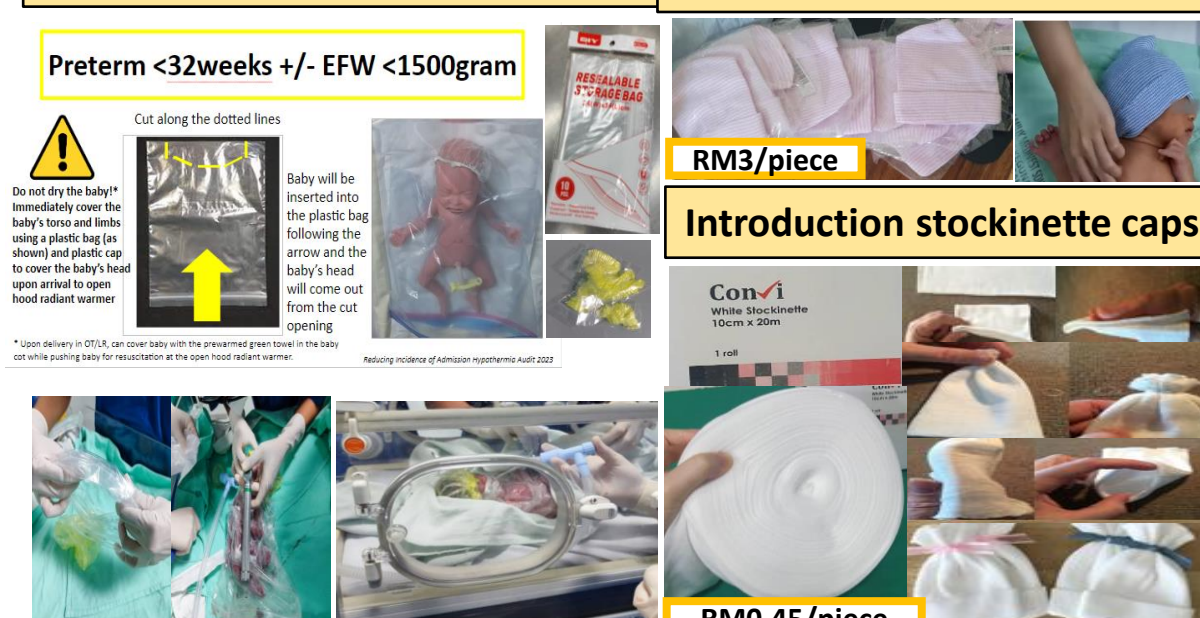 Preterm <32weeks +/- EFW <1500gram
Cut along the dotted lines
Do not dry the baby!*
Immediately cover the
baby's torso and limbs
using a plastic bag (as
shown) and plastic cap
to cover the baby's head
upon arrival to open
hood radiant warmer
Baby will be
inserted into
the plastic bag
following the
arrow and the
baby's head
will come out
from the cut
opening
* Upon delivery in OT/LR, can cover baby with the prewarmed green towel in the baby
cot while pushing baby for resuscitation at the open hood radiant warmer.
Reducing incidence of Admission Hypothermia Audit 2023
RESEALABLE
STORAGE BAG
10
RM3/piece
Introduction stockinette caps
Convi
White Stockinette
10cm x 20m
1 roll
RM0.45/piece